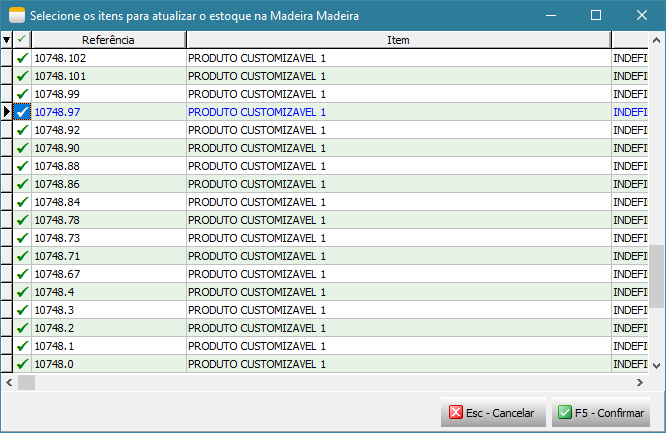 Selecione os itens para atualizar o estoque na Madeira Madeira
Referência Item
10748.102 PRODUTO CUSTOMIZAVEL 1 INDEFI
10748.101 PRODUTO CUSTOMIZAVEL 1 INDEFI
10748.99 PRODUTO CUSTOMIZAVEL 1 INDEFI
10748.97 PRODUTO CUSTOMIZAVEL 1 INDEFI
10748.92 PRODUTO CUSTOMIZAVEL 1 INDEFI
10748.90 PRODUTO CUSTOMIZAVEL 1 INDEFI
10748.88 PRODUTO CUSTOMIZAVEL 1 INDEFI
10748.86 PRODUTO CUSTOMIZAVEL 1 INDEFI
10748.84 PRODUTO CUSTOMIZAVEL 1 INDEFI
10748.78 PRODUTO CUSTOMIZAVEL 1 INDEFI
10748.73 PRODUTO CUSTOMIZAVEL 1 INDEFI
10748.71 PRODUTO CUSTOMIZAVEL 1 INDEFI
10748.67 PRODUTO CUSTOMIZAVEL 1 INDEFI
10748.4 PRODUTO CUSTOMIZAVEL 1 INDEFI
10748.3 PRODUTO CUSTOMIZAVEL 1 INDEFI
10748.2 PRODUTO CUSTOMIZAVEL 1 INDEFI
10748.1 PRODUTO CUSTOMIZAVEL 1 INDEFI
10748.0 PRODUTO CUSTOMIZAVEL 1 INDEFI
Esc - Cancelar F5 - Confirmar